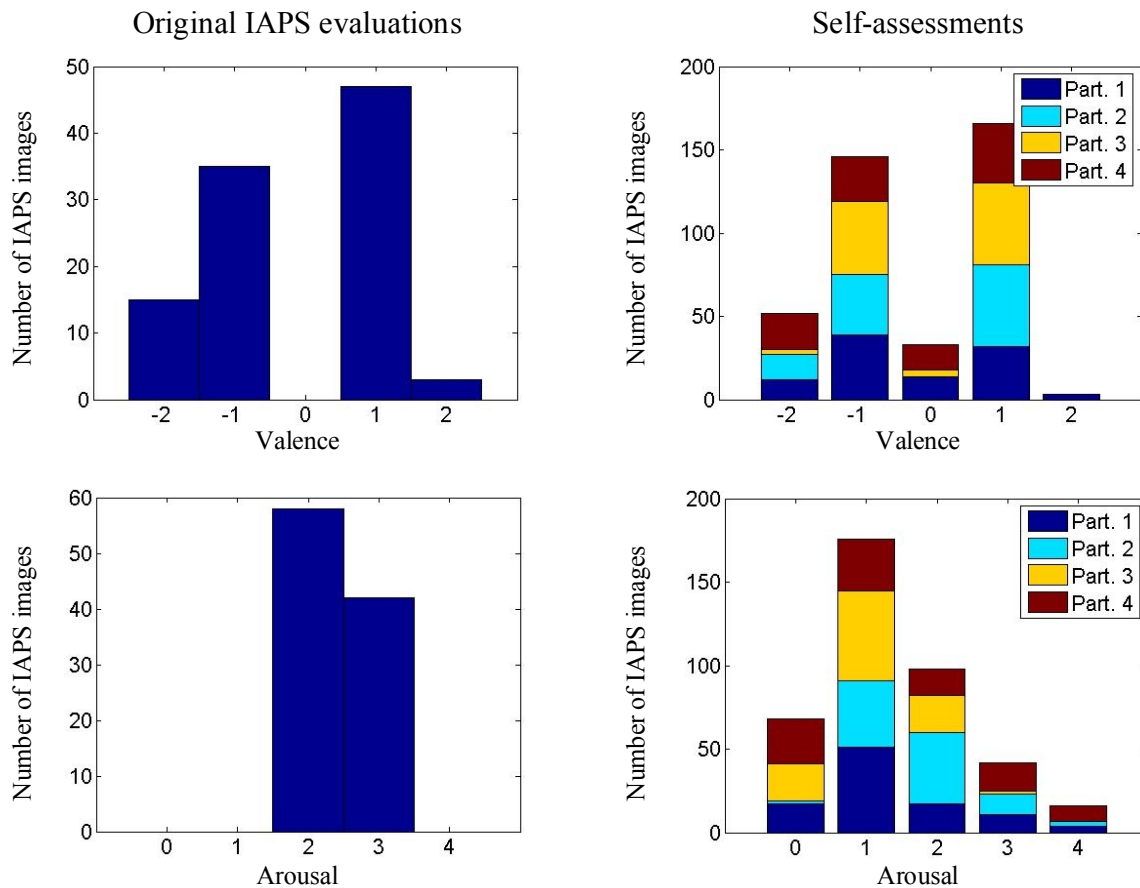 Original IAPS evaluations
Self-assessments
Number of IAPS images
50
40
30
20
10
0
-2 -1 0 1 2
Valence
Number of IAPS images
200
150
100
50
0
Part. 1
Part. 2
Part. 3
Part. 4
-2 -1 0 1 2
Valence
Number of IAPS images
60
50
40
30
20
10
0
0 1 2 3 4
Arousal
Number of IAPS images
200
150
100
50
0
Part. 1
Part. 2
Part. 3
Part. 4
0 1 2 3 4
Arousal